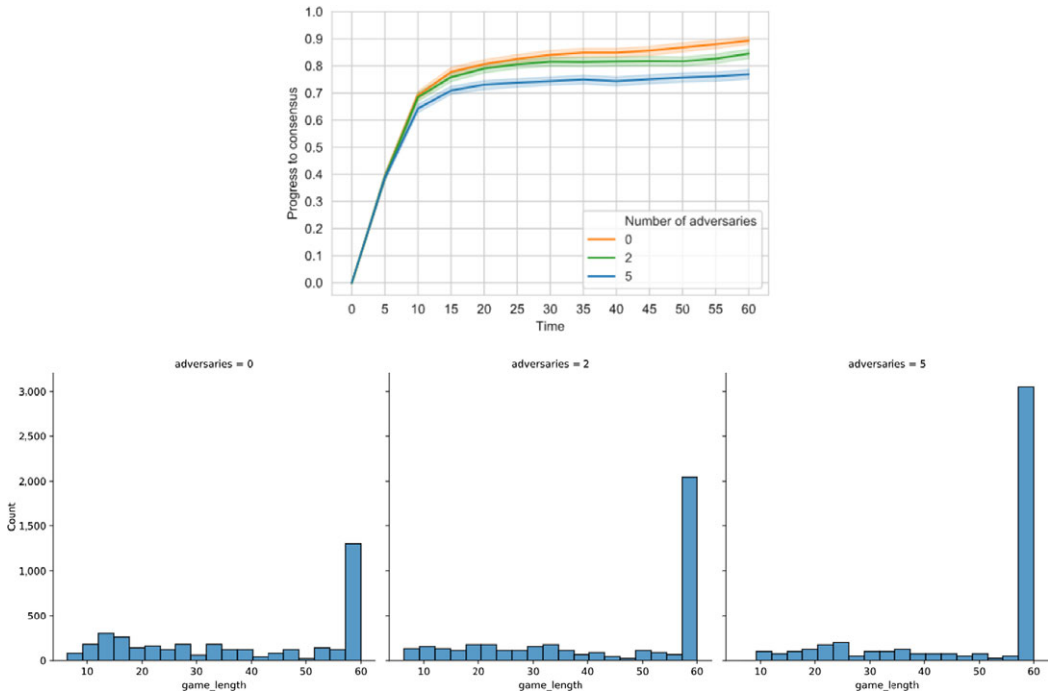 1.0
0.9
0.8
0.7
0.6
0.5
0.4
0.3
0.2
0.1
0.0
Progress to consensus
Number of adversaries
0
2
5
0 5 10 15 20 25 30 35 40 45 50 55 60
Time
adversaries = 0 adversaries = 2 adversaries = 5
3,000
2,500
2,000
1,500
1,000
500
0
Count
10 20 30 40 50 60 10 20 30 40 50 60 10 20 30 40 50 60
game_length game_length game_length